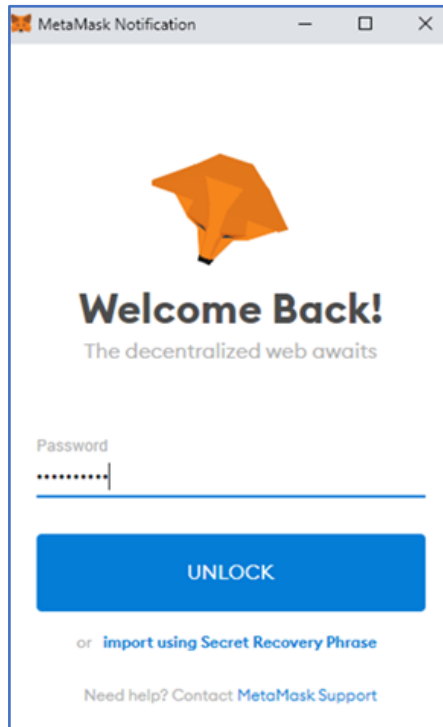 MetaMask Notification
Welcome Back!
The decentralized web awaits
Password
••••••••••
UNLOCK
or import using Secret Recovery Phrase
Need help? Contact MetaMask Support